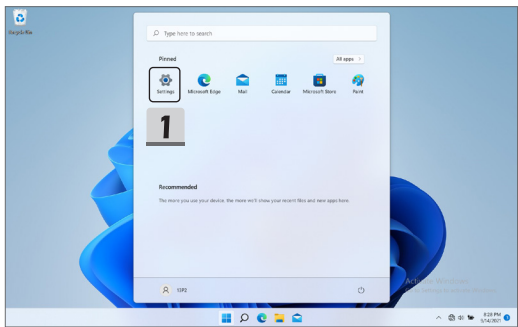 Recycle Bin
Type here to search
Pinned
All apps >
Settings
Microsoft Edge
Mail
Calendar
Microsoft Store
Paint
1
Recommended
The more you use your device, the more we'll show your recent files and new apps here.
Activate Windows
8:20 PM
9/14/2021